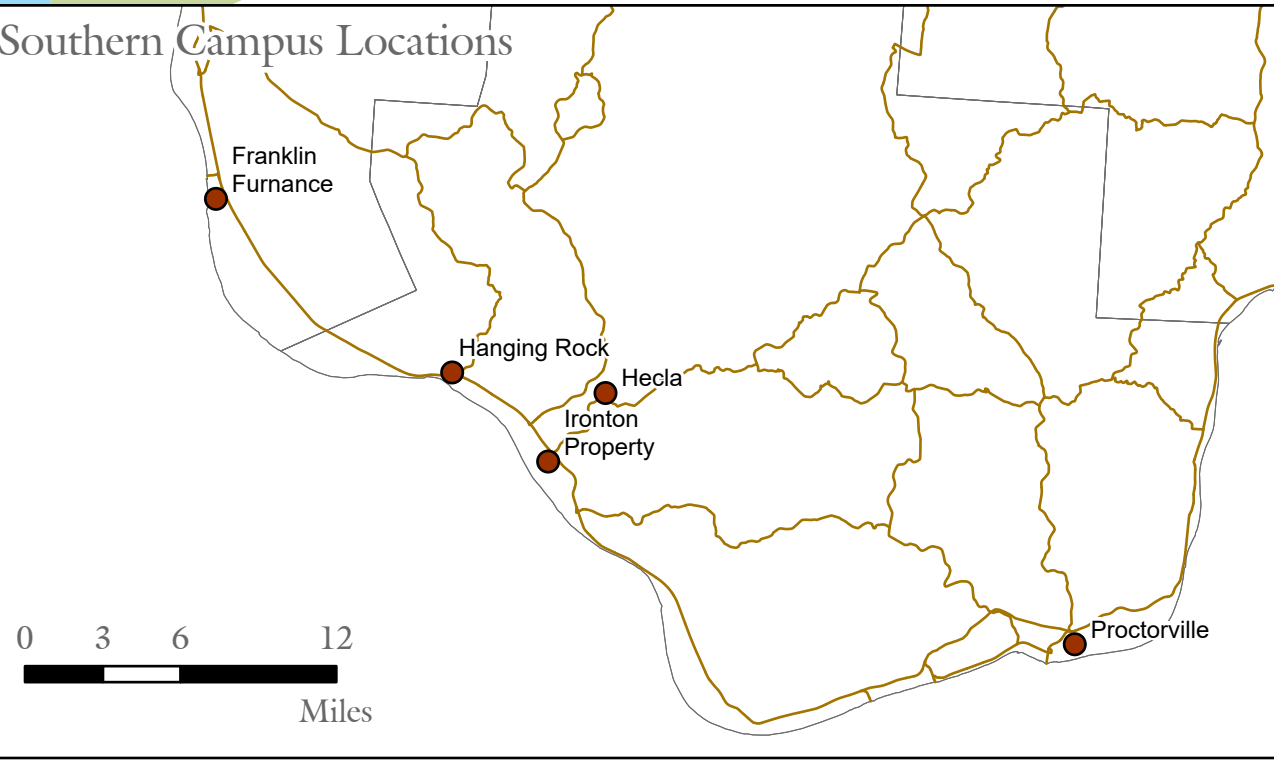 Southern Campus Locations
Franklin
Furnance
Hanging Rock
Hecla
Ironton
Property
Proctorville
0 3 6 12
Miles